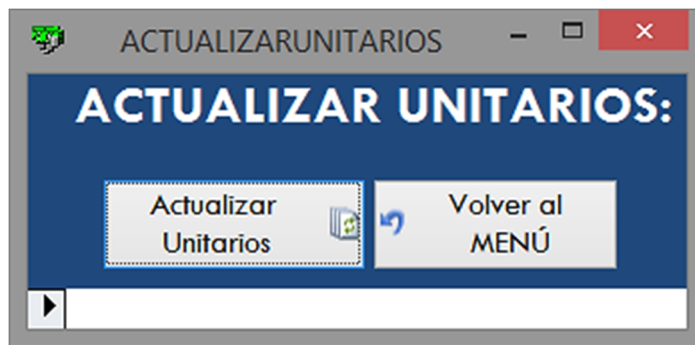 ACTUALIZARUNITARIOS
ACTUALIZAR UNITARIOS:
Actualizar
Unitarios
Volver al
MENÚ